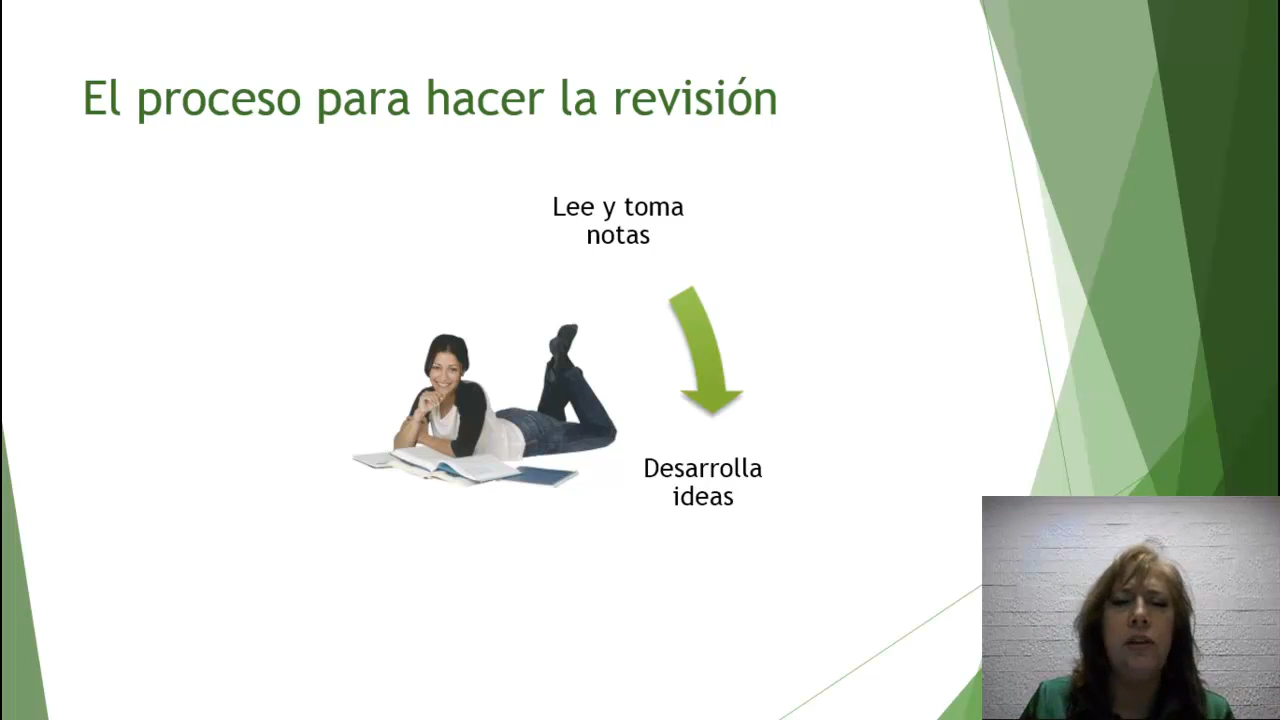 El proceso para hacer la revisión
Lee y toma
notas
Desarrolla
ideas